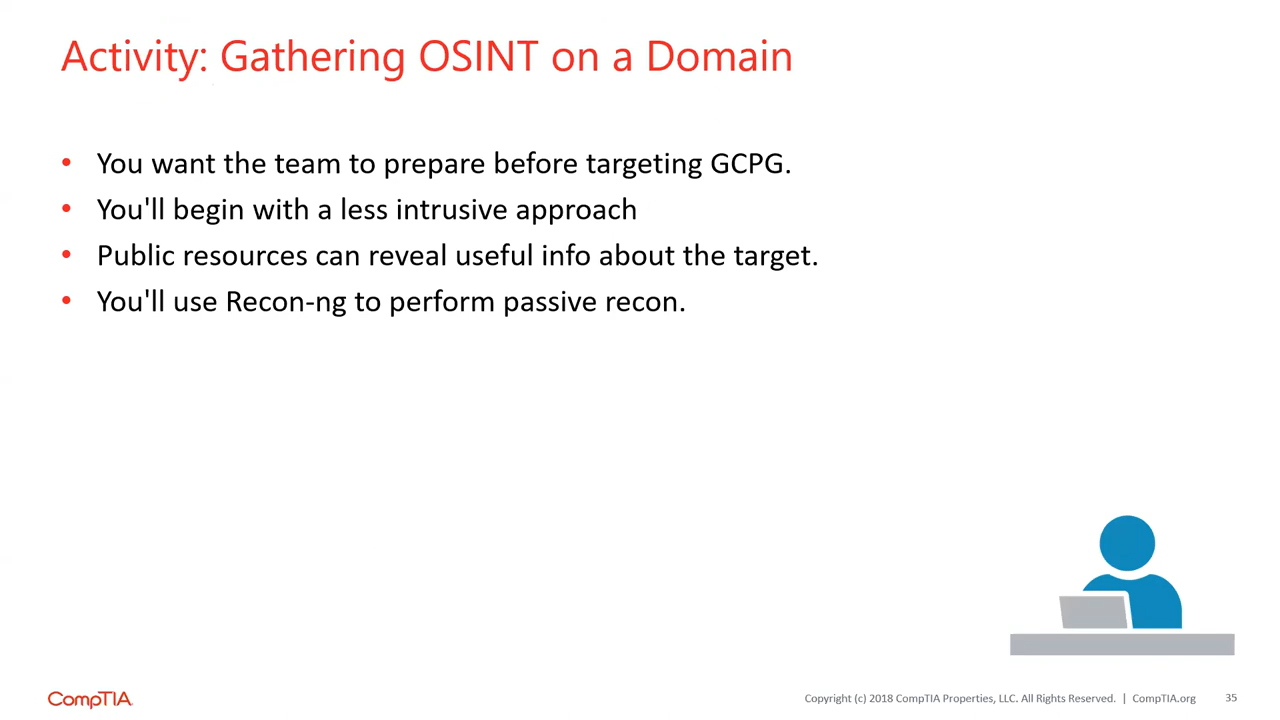 Activity: Gathering OSINT on a Domain
• You want the team to prepare before targeting GCPG.
• You'll begin with a less intrusive approach
• Public resources can reveal useful info about the target.
• You'll use Recon-ng to perform passive recon.
CompTIA.
Copyright (c) 2018 CompTIA Properties, LLC. All Rights Reserved. | CompTIA.org 35